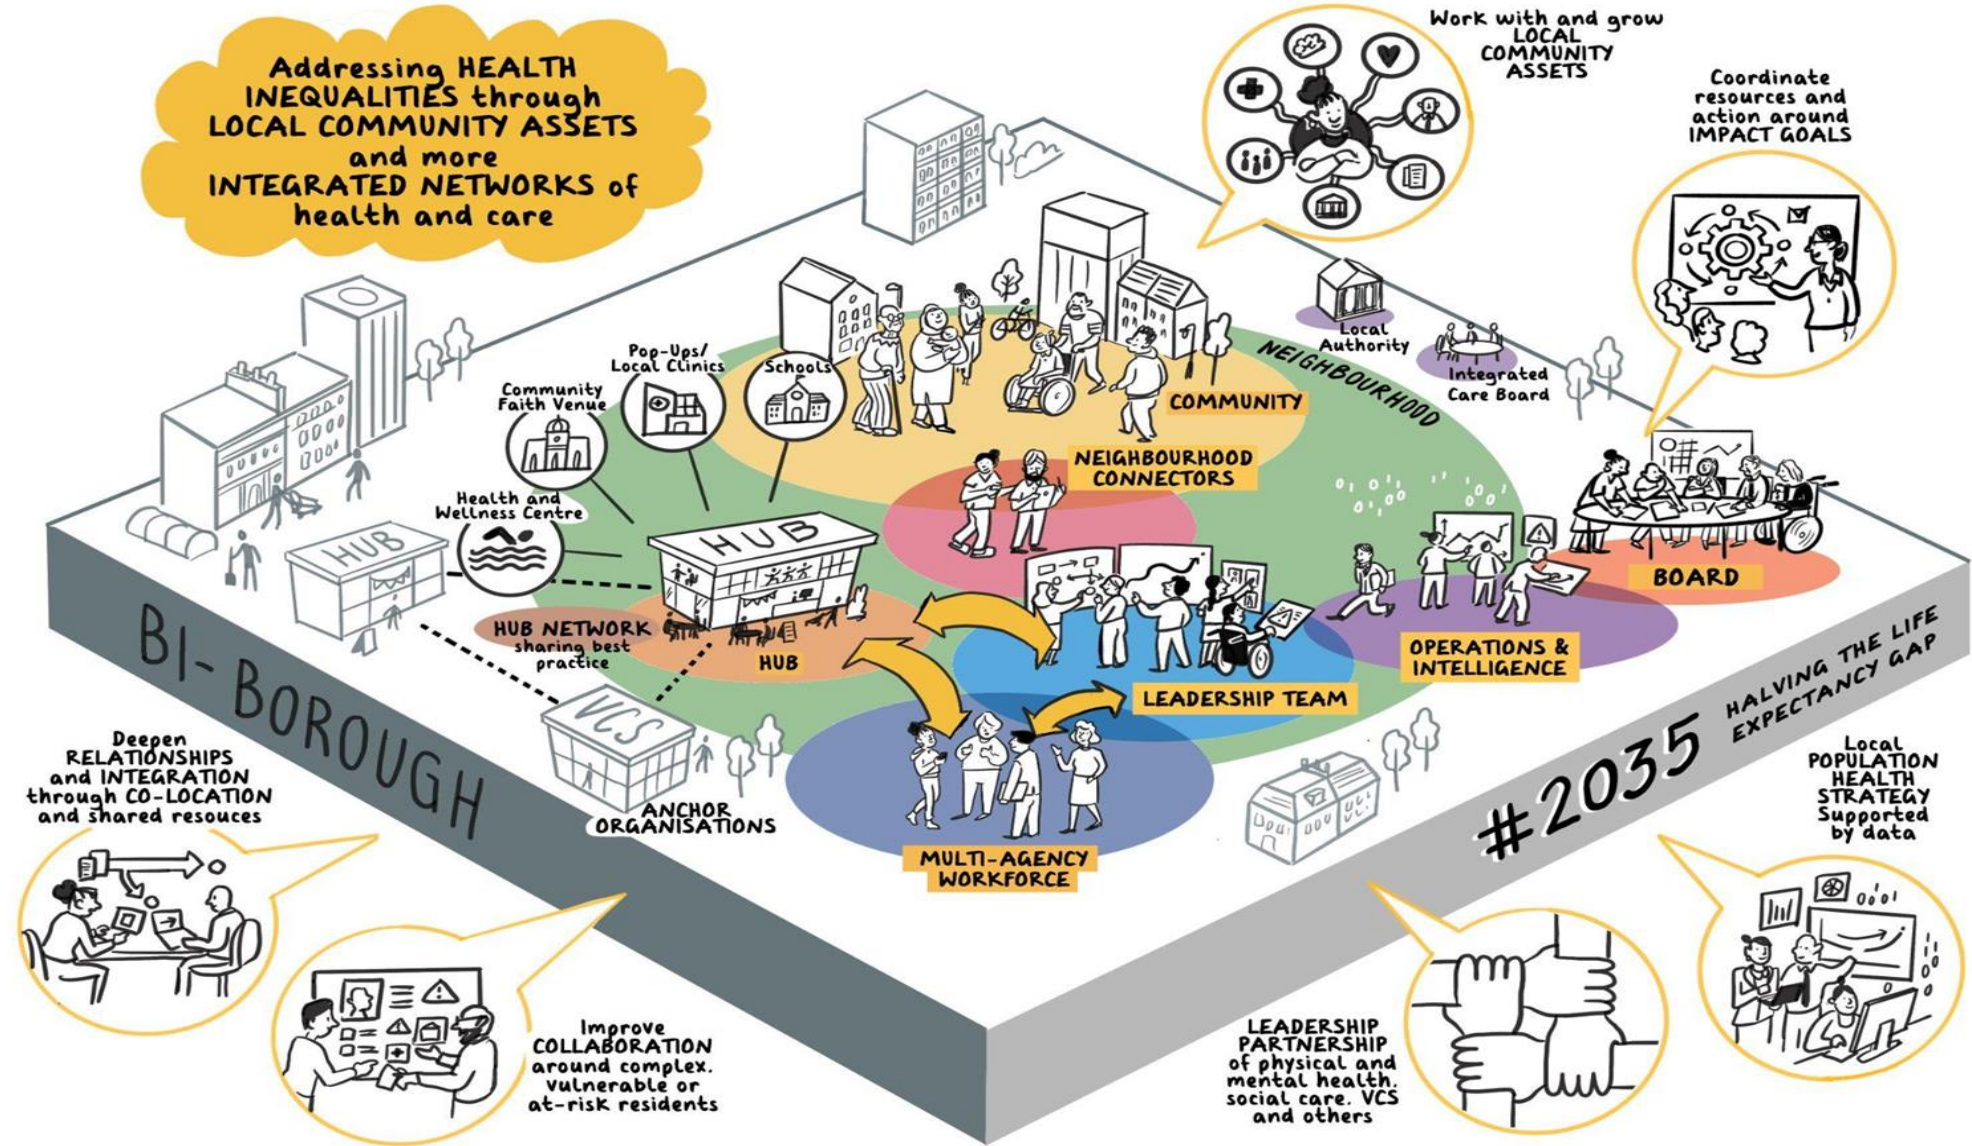 Addressing HEALTH
INEQUALITIES through
LOCAL COMMUNITY ASSETS
and more
INTEGRATED NETWORKS of
health and care
Work with and grow
LOCAL
COMMUNITY
ASSETS
Coordinate
resources and
action around
IMPACT GOALS
Local
Authority
Integrated
Care Board
NEIGHBOURHOOD
Pop-Ups/
Local Clinics
Schools
Community
Faith Venue
Health and
Wellness Centre
COMMUNITY
NEIGHBOURHOOD
CONNECTORS
HUB
HUB
HUB NETWORK
sharing best
practice
HUB
BOARD
OPERATIONS &
INTELLIGENCE
LEADERSHIP TEAM
VCS
ANCHOR
ORGANISATIONS
MULTI-AGENCY
WORKFORCE
BI-BOROUGH
#2035
HALVING THE LIFE
EXPECTANCY GAP
Deepen
RELATIONSHIPS
and INTEGRATION
through CO-LOCATION
and shared resouces
Improve
COLLABORATION
around complex.
vulnerable or
at-risk residents
LEADERSHIP
PARTNERSHIP
of physical and
mental health.
social care. VCS
and others
Local
POPULATION
HEALTH
STRATEGY
Supported
by data